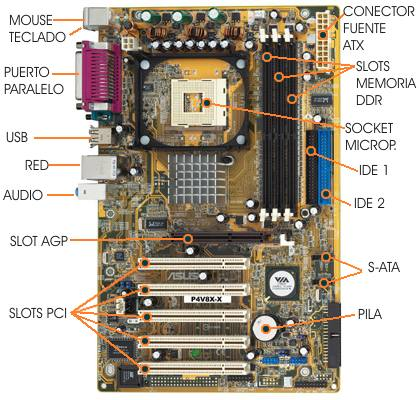 MOUSE
TECLADO
PUERTO
PARALELO
USB
RED
AUDIO
SLOT AGP
SLOTS PCI
CONECTOR
FUENTE
ATX
SLOTS
MEMORIA
DDR
SOCKET
MICROP.
IDE 1
IDE 2
S-ATA
PILA
P4V8X-X
VIA